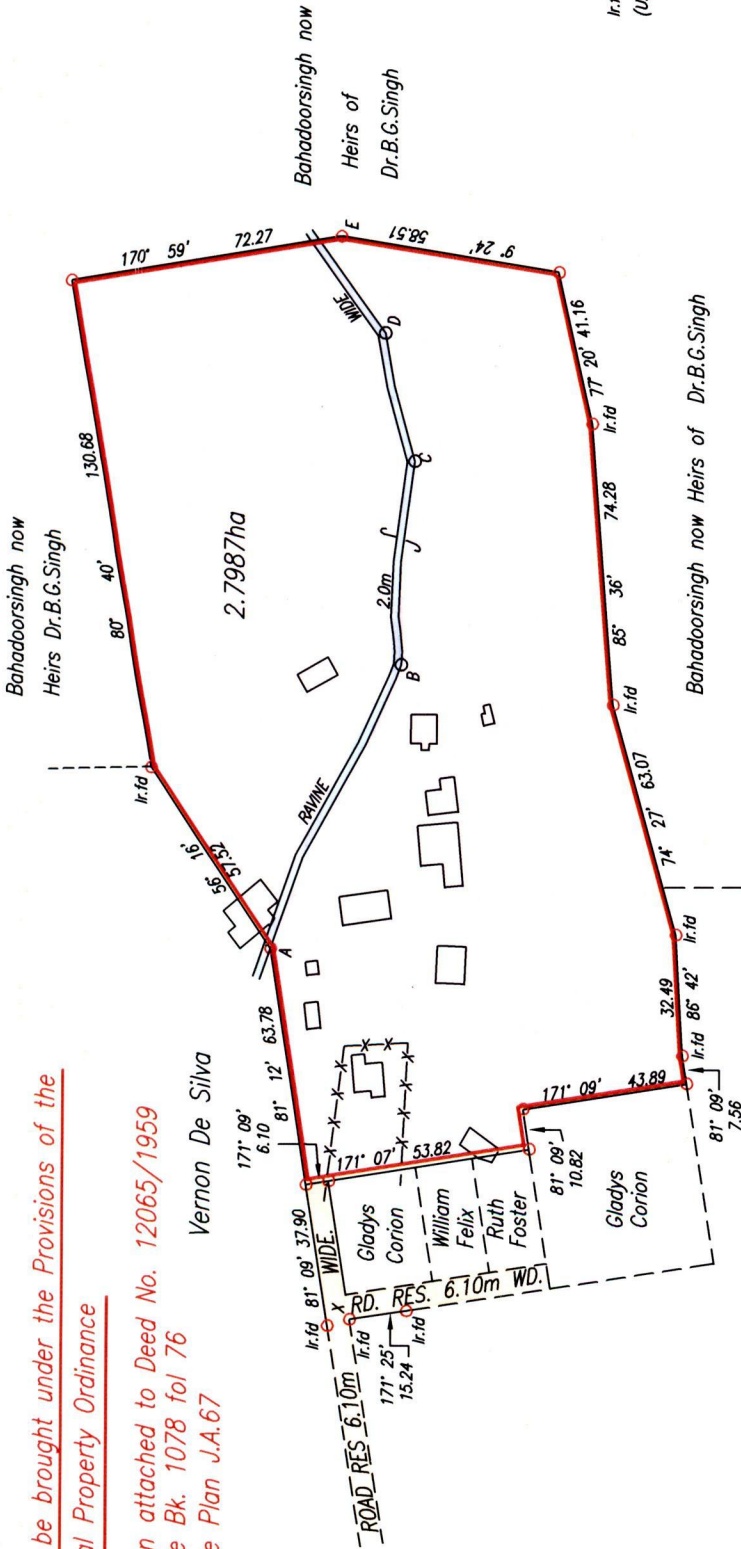 be brought under the Provisions of the
al Property Ordinance
n attached to Deed No. 12065/1959
e Bk. 1078 fol 76
e Plan J.A.67
Bahadoorsingh now
Heirs Dr.B.G.Singh
Bahadoorsingh now
Heirs of
Dr.B.G.Singh
Vernon De Silva
2.7987ha
80° 40' 130.68
170° 59' 72.27
E
9° 24' 58.51
77° 20' 41.16
Ir.fd
85° 36' 74.28
Ir.fd
74° 27' 63.07
Ir.fd
86° 42' 32.49
Ir.fd
81° 09'
7.56
171° 09' 43.89
81° 09'
10.82
171° 07' 53.82
171° 09'
6.10
81° 12' 63.78
A
56° 16'
57.52
Ir.fd
RAVINE
B
2.0m
C
D
WIDE
Ir.fd 81° 09' 37.90
X
WIDE.
ROAD RES 6.10m
RD. RES. 6.10m WD.
Ir.fd
Ir.fd
171° 25'
15.24
Gladys
Corion
William
Felix
Ruth
Foster
Gladys
Corion
Bahadoorsingh now Heirs of Dr.B.G.Singh